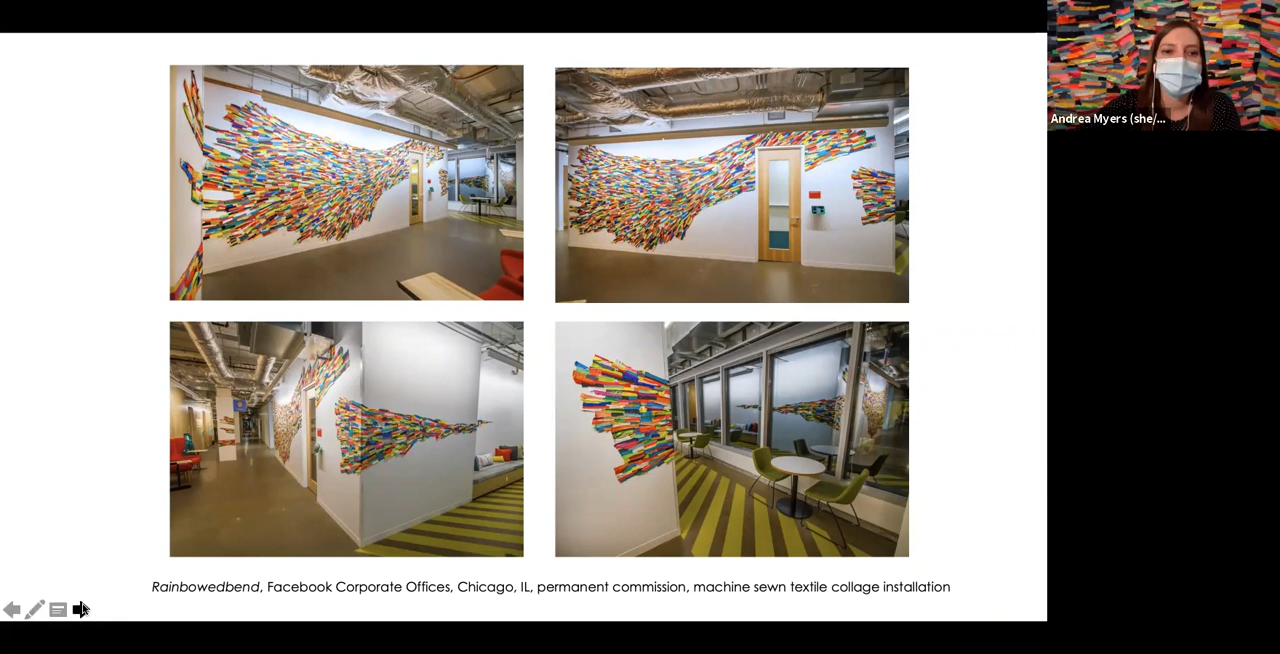 Andrea Myers (she/...
Rainbowedbend, Facebook Corporate Offices, Chicago, IL, permanent commission, machine sewn textile collage installation